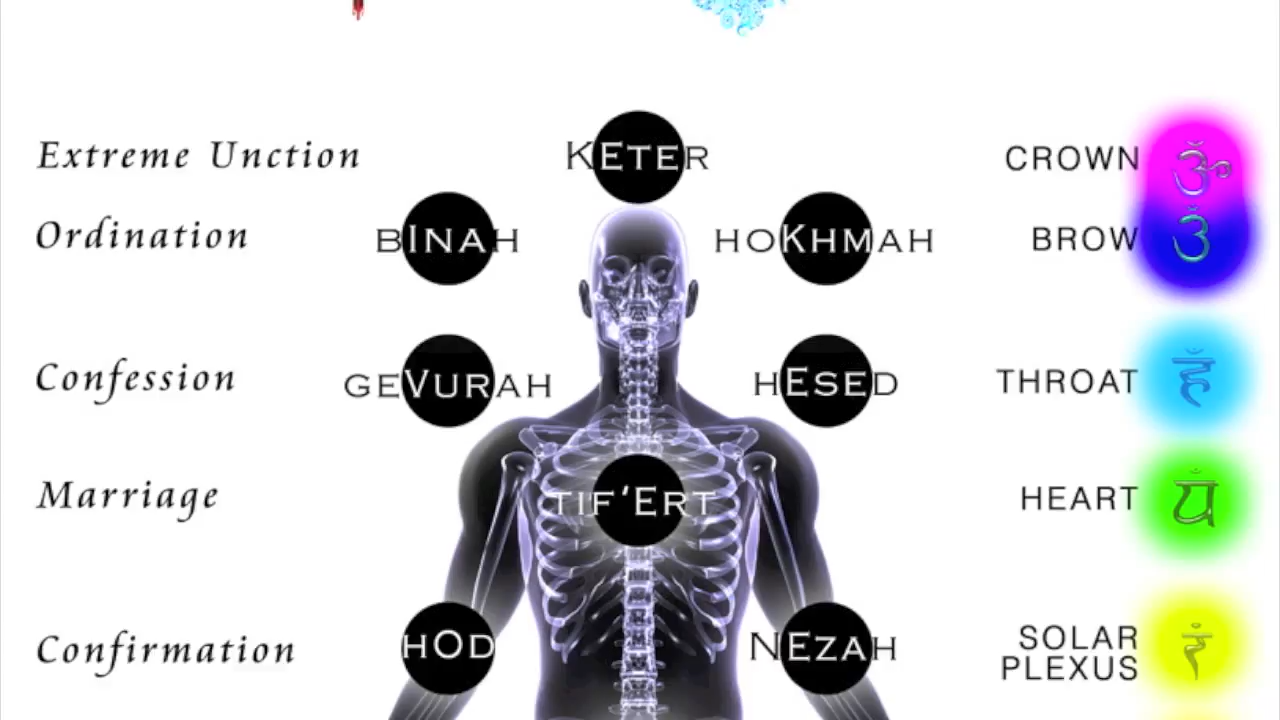 Extreme Unction
KETER
CROWN
ॐ
Ordination
BINAH
HOKHMAH
BROW
Confession
GEVURAH
HESED
THROAT
हं
Marriage
TIF'ERT
HEART
यं
Confirmation
HOD
NEZAH
SOLAR
PLEXUS
रं